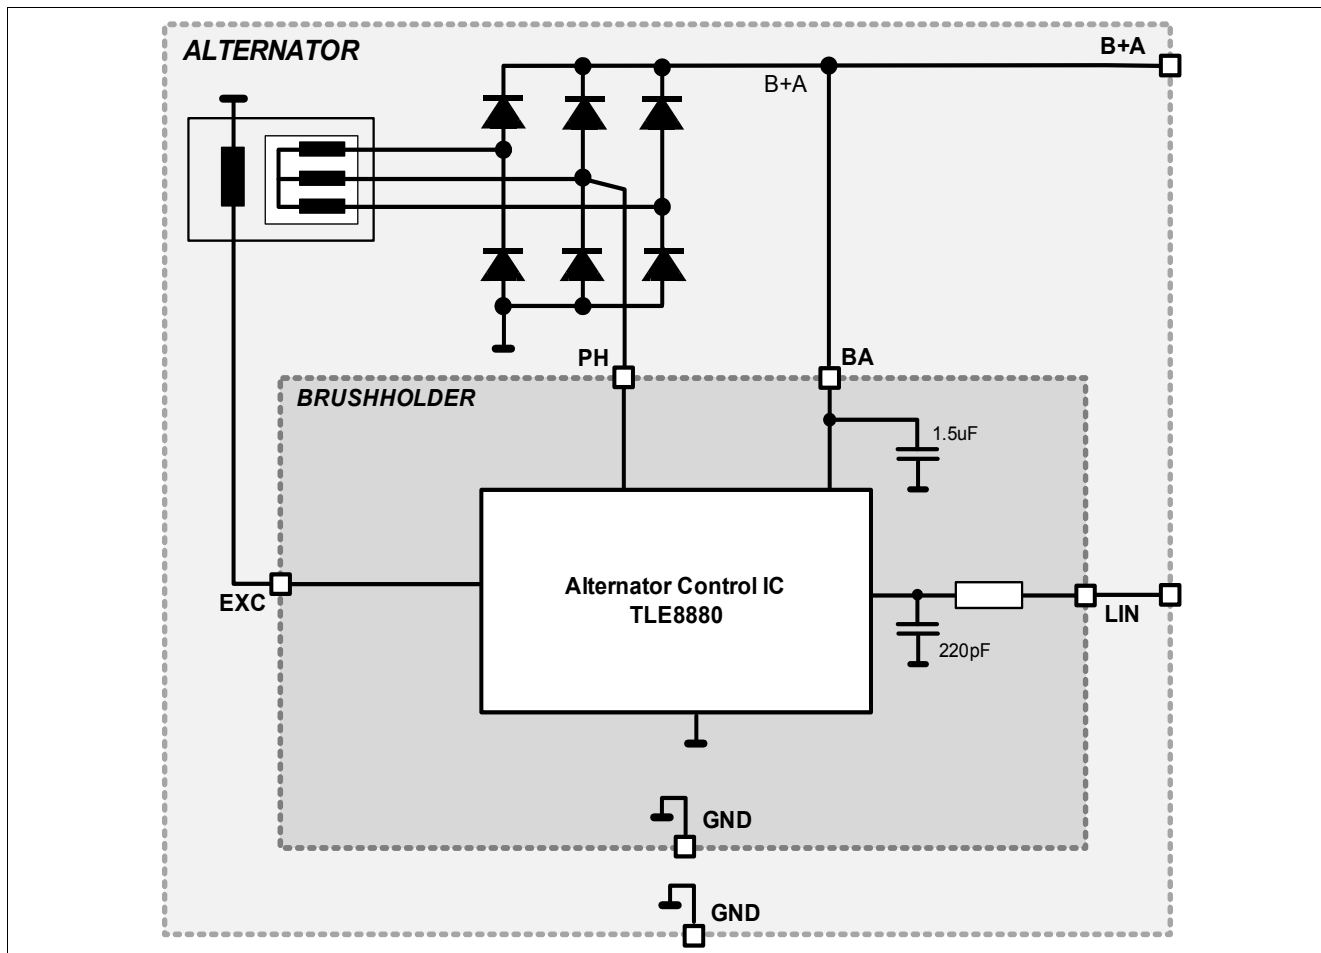 ALTERNATOR
B+A
B+A
PH
BA
BRUSHHOLDER
1.5uF
Alternator Control IC
TLE8880
EXC
LIN
220pF
GND
GND